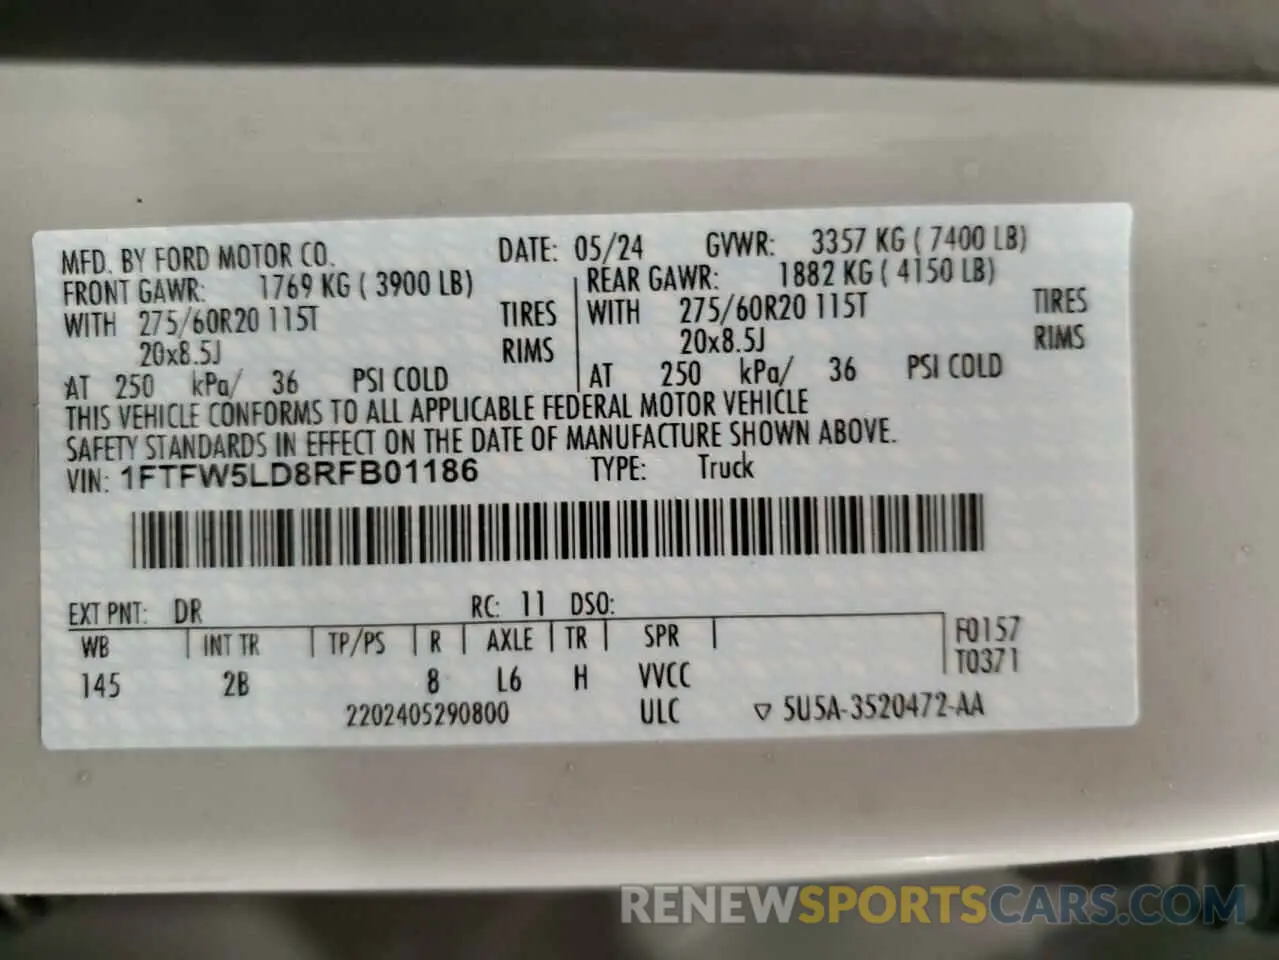 MFD. BY FORD MOTOR CO. DATE: 05/24 GVWR: 3357 KG ( 7400 LB)
FRONT GAWR: 1769 KG ( 3900 LB) REAR GAWR: 1882 KG ( 4150 LB)
WITH 275/60R20 115T TIRES WITH 275/60R20 115T TIRES
20x8.5J RIMS 20x8.5J RIMS
AT 250 kPa/ 36 PSI COLD AT 250 kPa/ 36 PSI COLD
THIS VEHICLE CONFORMS TO ALL APPLICABLE FEDERAL MOTOR VEHICLE
SAFETY STANDARDS IN EFFECT ON THE DATE OF MANUFACTURE SHOWN ABOVE.
VIN: 1FTFW5LD8RFB01186 TYPE: Truck
EXT PNT: DR RC: 11 DSO:
WB INT TR TP/PS R AXLE TR SPR F0157
T0371
145 2B 8 L6 H VVCC
2202405290800 ULC ▽ 5U5A-3520472-AA
RENEWSPORTSCARS.COM